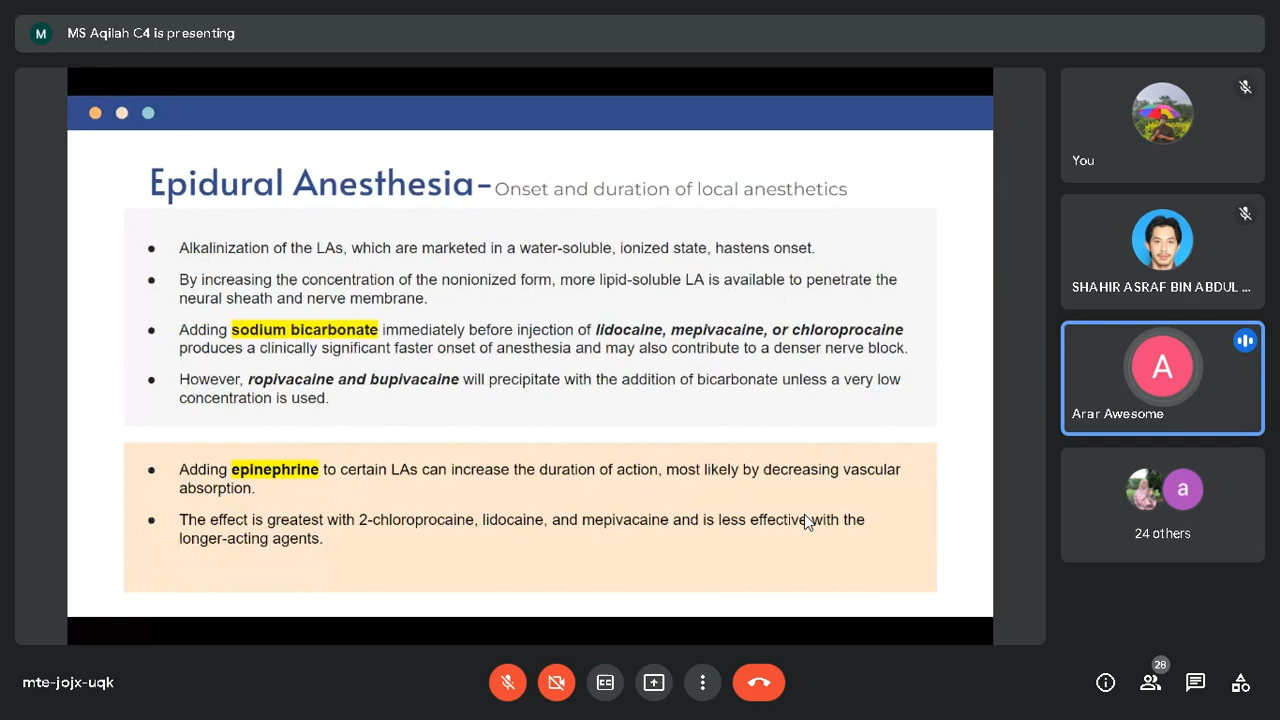 M
MS Aqilah C4 is presenting
Epidural Anesthesia- Onset and duration of local anesthetics
● Alkalinization of the LAs, which are marketed in a water-soluble, ionized state, hastens onset.
● By increasing the concentration of the nonionized form, more lipid-soluble LA is available to penetrate the
neural sheath and nerve membrane.
● Adding sodium bicarbonate immediately before injection of lidocaine, mepivacaine, or chloroprocaine
produces a clinically significant faster onset of anesthesia and may also contribute to a denser nerve block.
● However, ropivacaine and bupivacaine will precipitate with the addition of bicarbonate unless a very low
concentration is used.
● Adding epinephrine to certain LAs can increase the duration of action, most likely by decreasing vascular
absorption.
● The effect is greatest with 2-chloroprocaine, lidocaine, and mepivacaine and is less effective with the
longer-acting agents.
You
SHAHIR ASRAF BIN ABDUL ...
A
Arar Awesome
a
24 others
mte-jojx-uqk
CC
26